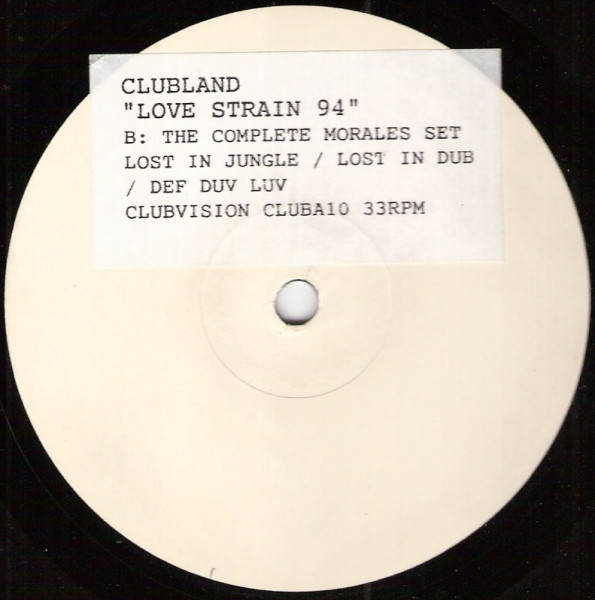 CLUBLAND
"LOVE STRAIN 94"
B: THE COMPLETE MORALES SET
LOST IN JUNGLE / LOST IN DUB
/ DEF DUV LUV
CLUBVISION CLUBA10 33RPM